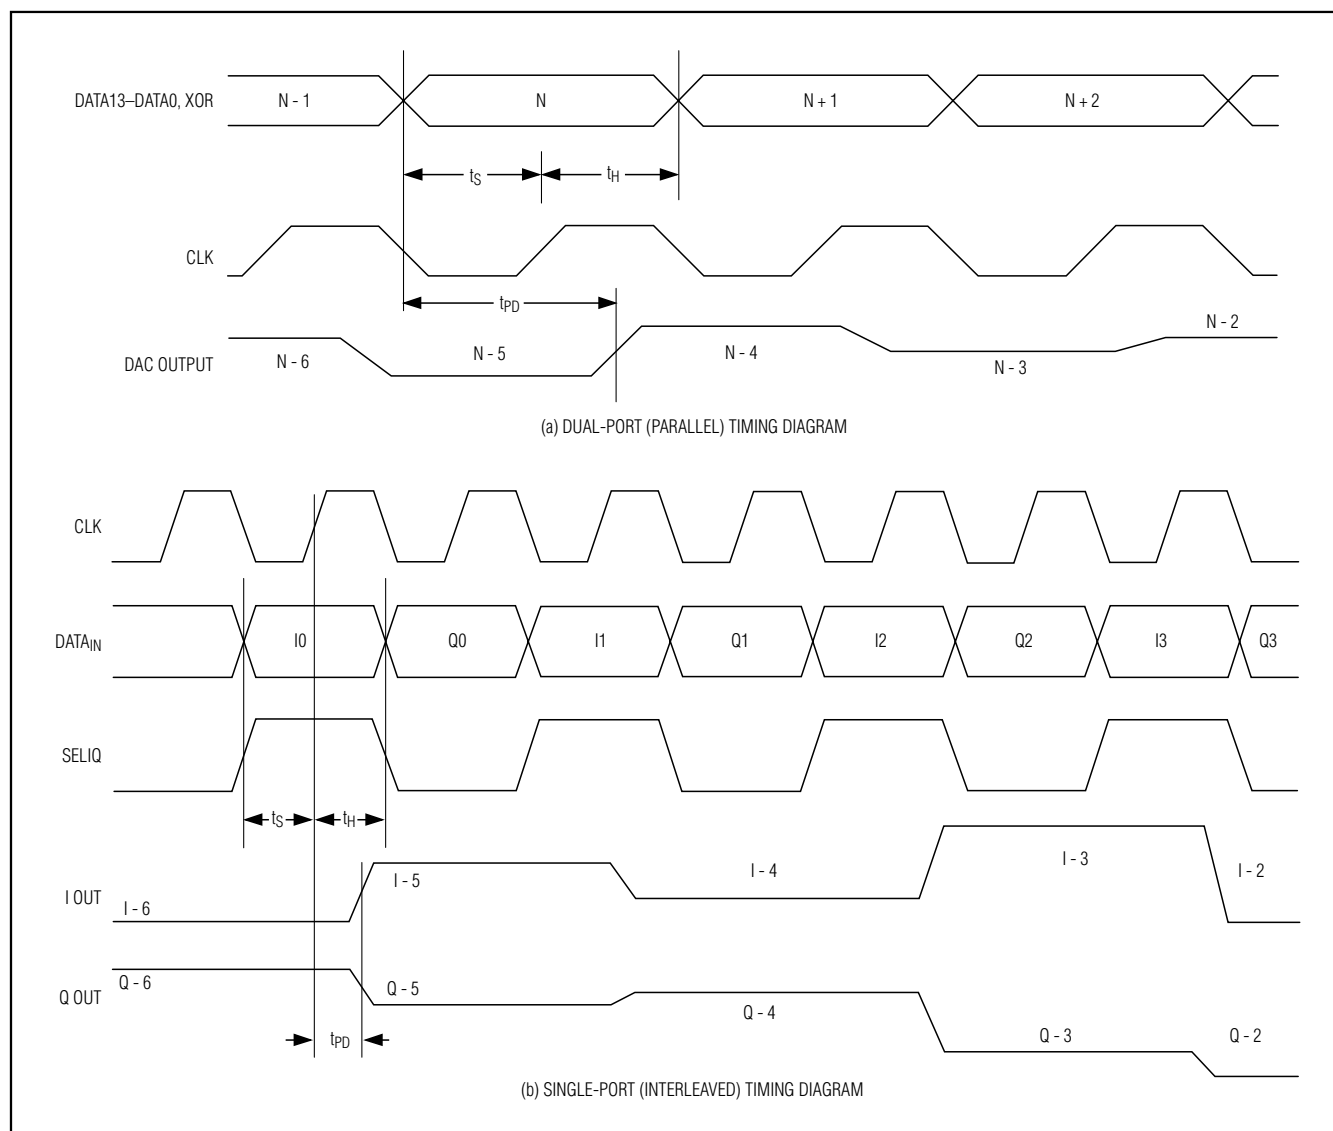 DATA13–DATA0, XOR N - 1 N N + 1 N + 2
tS tH
CLK
tPD
DAC OUTPUT N - 6 N - 5 N - 4 N - 3 N - 2
(a) DUAL-PORT (PARALLEL) TIMING DIAGRAM
CLK
DATAIN I0 Q0 I1 Q1 I2 Q2 I3 Q3
SELIQ
tS tH
I OUT I - 6 I - 5 I - 4 I - 3 I - 2
Q OUT Q - 6 Q - 5 Q - 4 Q - 3 Q - 2
tPD
(b) SINGLE-PORT (INTERLEAVED) TIMING DIAGRAM